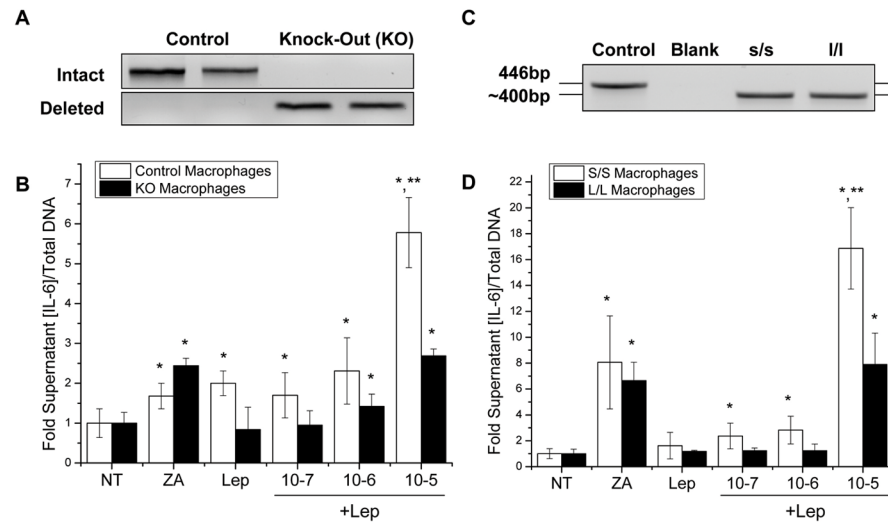 A
Control Knock-Out (KO)
Intact
Deleted
B
Control Macrophages
KO Macrophages
Fold Supernatant [IL-6]/Total DNA
7
6
5
4
3
2
1
0
* * * * * * *,** *
NT ZA Lep 10-7 10-6 10-5
+Lep
C
Control Blank s/s l/l
446bp
~400bp
D
S/S Macrophages
L/L Macrophages
Fold Supernatant [IL-6]/Total DNA
22
20
18
16
14
12
10
8
6
4
2
0
* * * * *,** *
NT ZA Lep 10-7 10-6 10-5
+Lep